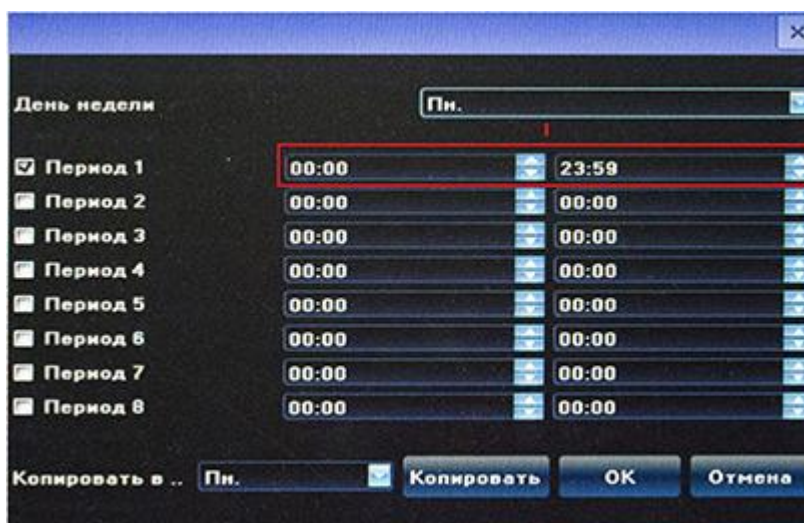 День недели Пн.
Период 1 00:00 23:59
Период 2 00:00 00:00
Период 3 00:00 00:00
Период 4 00:00 00:00
Период 5 00:00 00:00
Период 6 00:00 00:00
Период 7 00:00 00:00
Период 8 00:00 00:00
Копировать в .. Пн. Копировать ОК Отмена